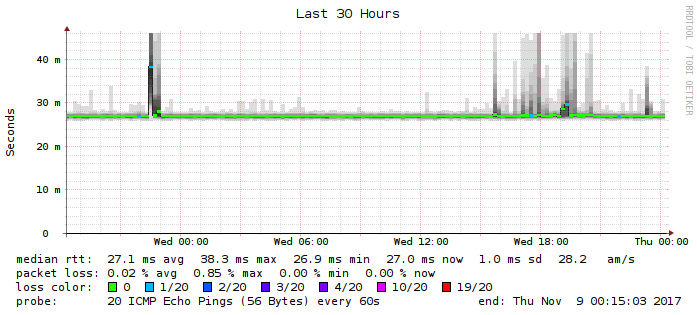 Last 30 Hours
RRDTOOL / TOBI OETIKER
Seconds
40 m
30 m
20 m
10 m
0
Wed 00:00 Wed 06:00 Wed 12:00 Wed 18:00 Thu 00:00
median rtt: 27.1 ms avg 38.3 ms max 26.9 ms min 27.0 ms now 1.0 ms sd 28.2 am/s
packet loss: 0.02 % avg 0.85 % max 0.00 % min 0.00 % now
loss color: 0 1/20 2/20 3/20 4/20 10/20 19/20
probe: 20 ICMP Echo Pings (56 Bytes) every 60s end: Thu Nov 9 00:15:03 2017